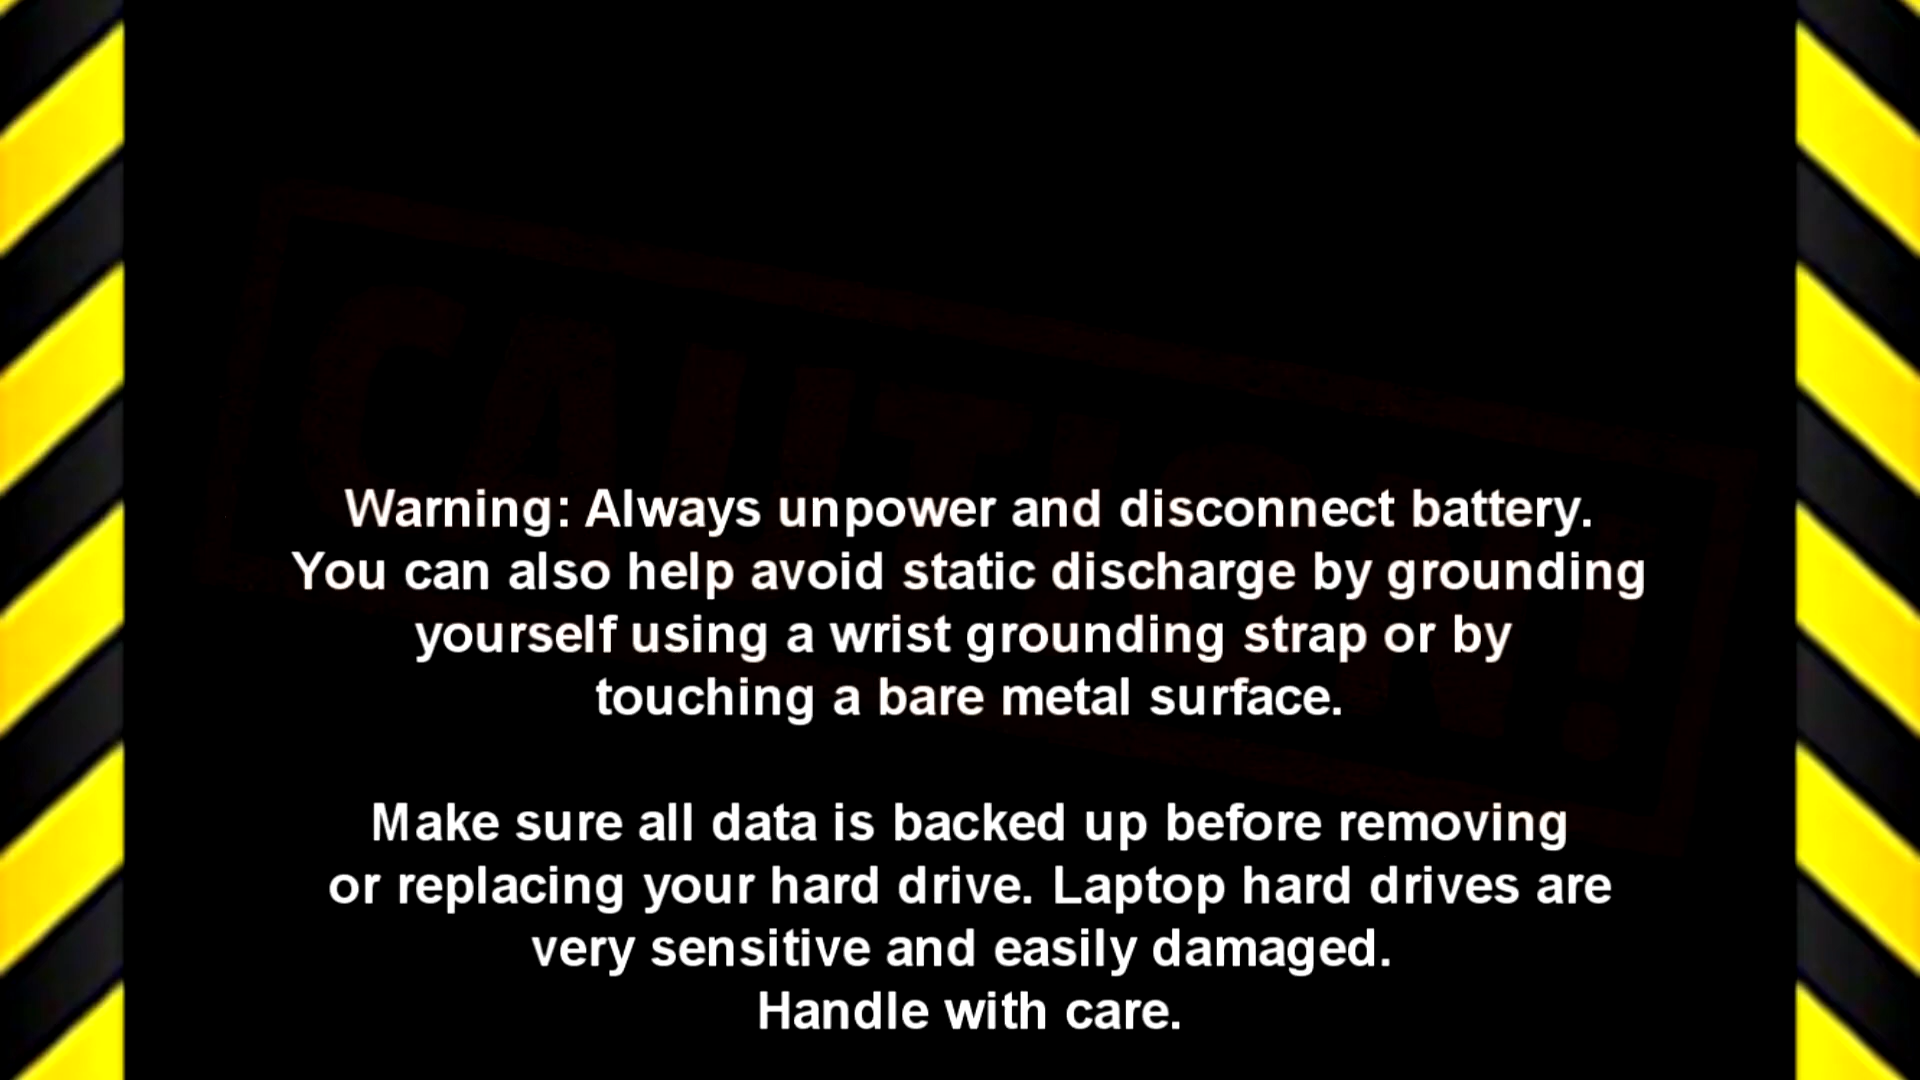 CAUTION!
Warning: Always unpower and disconnect battery.
You can also help avoid static discharge by grounding
yourself using a wrist grounding strap or by
touching a bare metal surface.
Make sure all data is backed up before removing
or replacing your hard drive. Laptop hard drives are
very sensitive and easily damaged.
Handle with care.